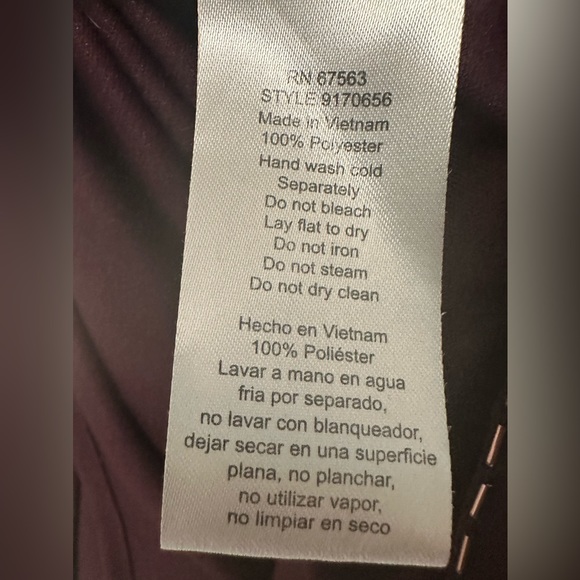 RN 67563
STYLE 9170656
Made in Vietnam
100% Polyester
Hand wash cold
Separately
Do not bleach
Lay flat to dry
Do not iron
Do not steam
Do not dry clean
Hecho en Vietnam
100% Poliéster
Lavar a mano en agua
fria por separado,
no lavar con blanqueador,
dejar secar en una superficie
plana, no planchar,
no utilizar vapor,
no limpiar en seco